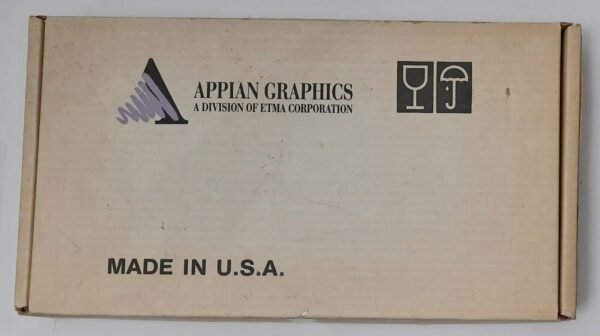 APPIAN GRAPHICS
A DIVISION OF ETMA CORPORATION
MADE IN U.S.A.